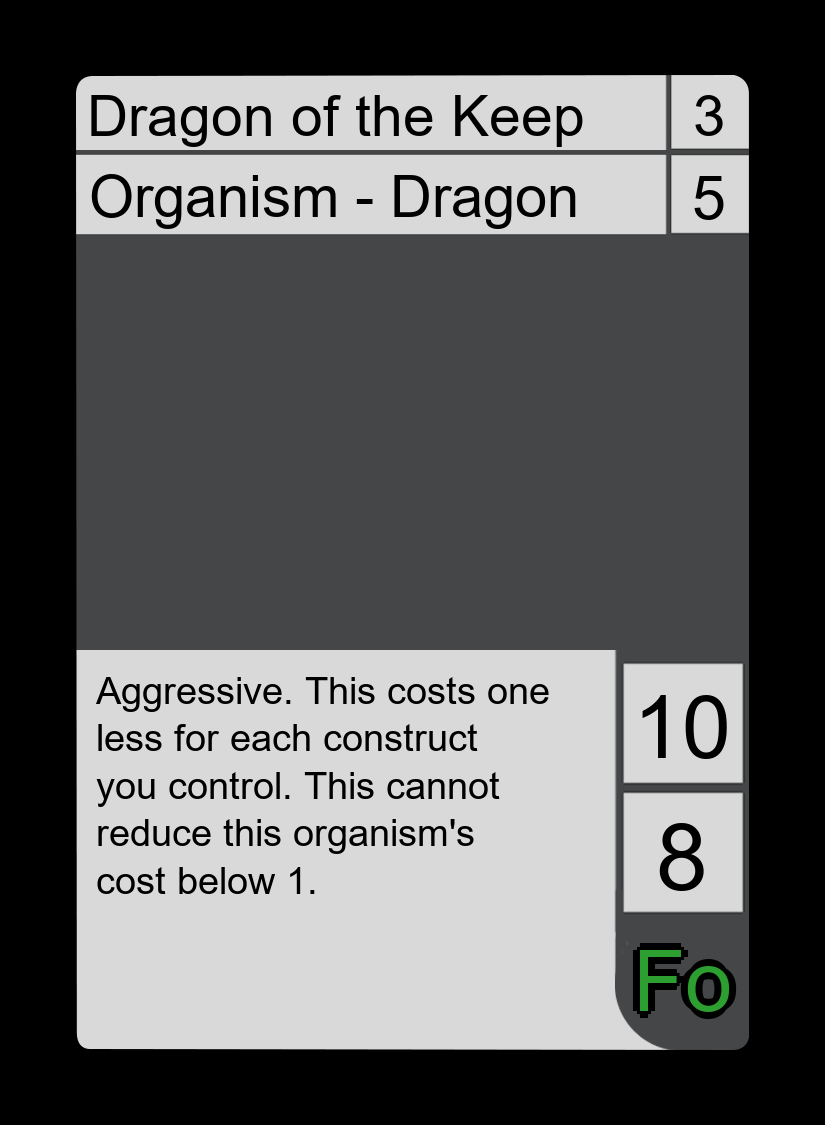 Dragon of the Keep 3
Organism - Dragon 5
Aggressive. This costs one
less for each construct
you control. This cannot
reduce this organism's
cost below 1.
10
8
Fo